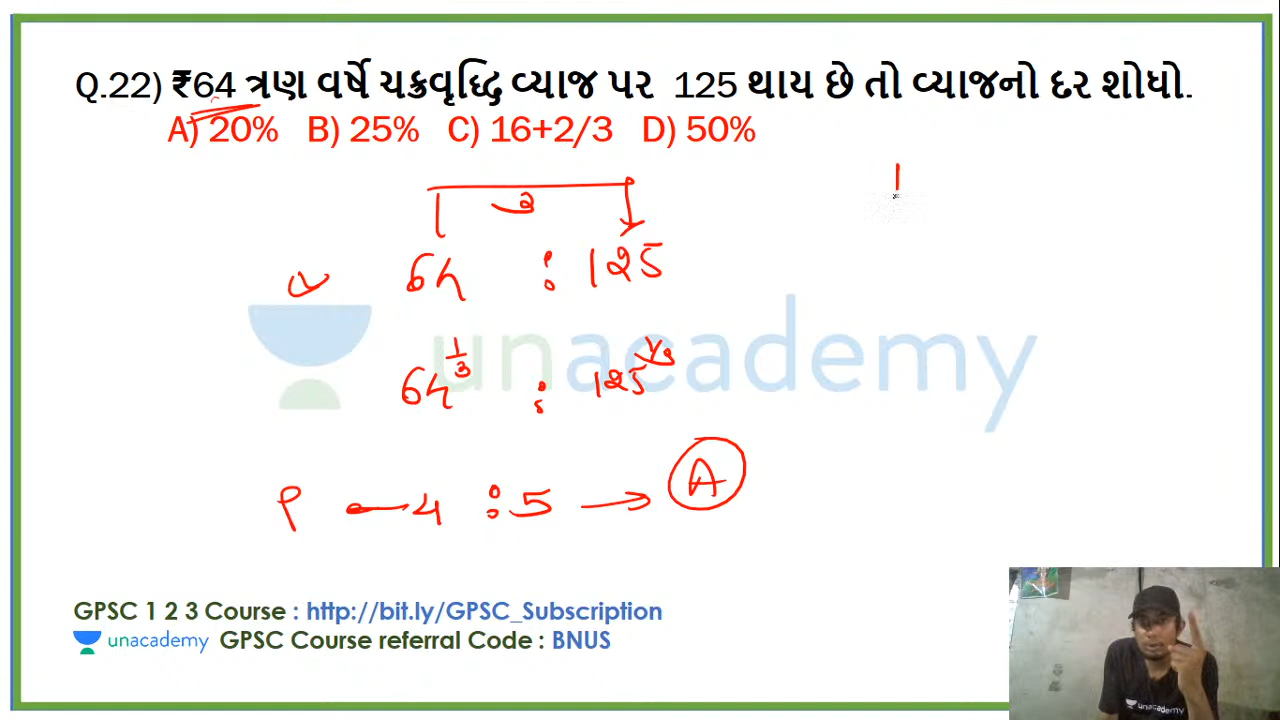 Q.22) ₹64 ત્રણ વર્ષે ચક્રવૃદ્ધિ વ્યાજ પર 125 થાય છે તો વ્યાજનો દર શોધો.
A) 20% B) 25% C) 16+2/3 D) 50%
3
64 : 125
64^1/3 : 125^1/3
P 4 : 5 A
1
unacademy
GPSC 1 2 3 Course : http://bit.ly/GPSC_Subscription
unacademy GPSC Course referral Code : BNUS
unacademy